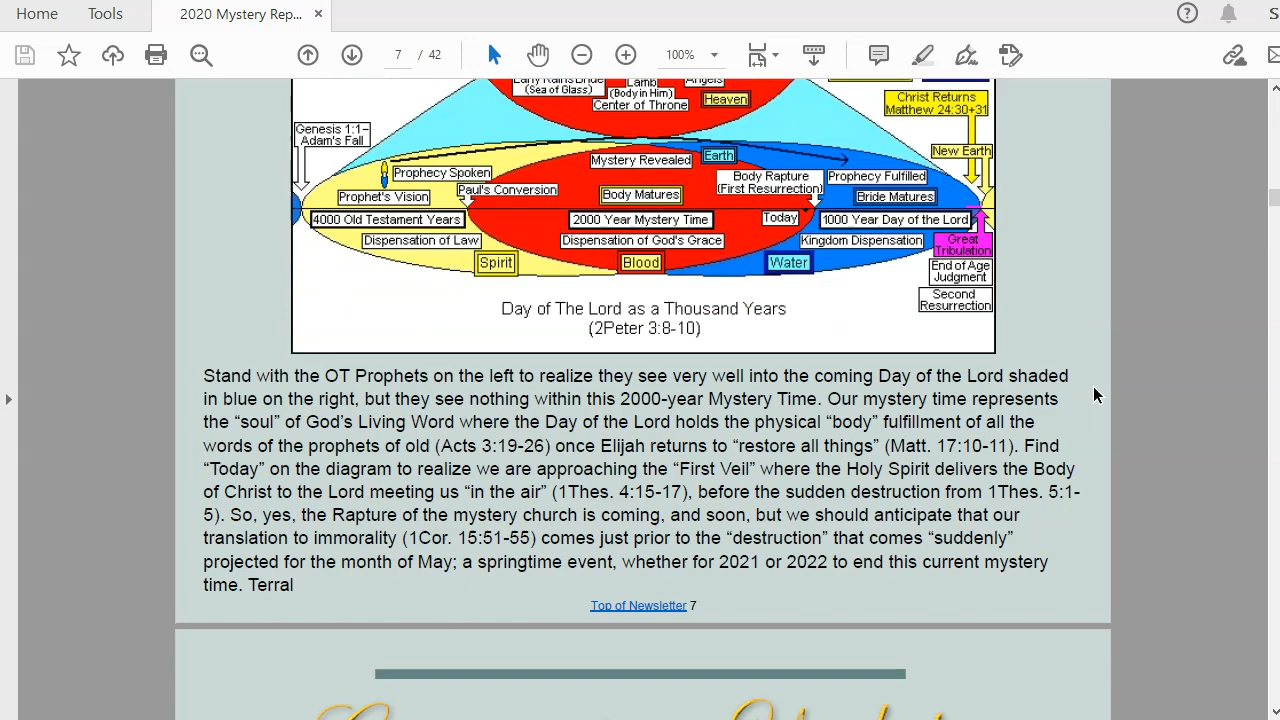 Home Tools 2020 Mystery Rep... ×
7 / 42 100%
Early Rains Bride Lamb Angels
(Sea of Glass) (Body in Him)
Center of Throne Heaven
Christ Returns
Matthew 24:30+31
Genesis 1:1–
Adam's Fall
New Earth
Mystery Revealed Earth
Prophecy Spoken
Body Rapture
(First Resurrection)
Prophecy Fulfilled
Prophet's Vision Paul's Conversion Body Matures Bride Matures
4000 Old Testament Years 2000 Year Mystery Time Today 1000 Year Day of the Lord
Dispensation of Law Dispensation of God's Grace Kingdom Dispensation
Great
Tribulation
Spirit Blood Water
End of Age
Judgment
Second
Resurrection
Day of The Lord as a Thousand Years
(2Peter 3:8-10)
Stand with the OT Prophets on the left to realize they see very well into the coming Day of the Lord shaded
in blue on the right, but they see nothing within this 2000-year Mystery Time. Our mystery time represents
the “soul” of God’s Living Word where the Day of the Lord holds the physical “body” fulfillment of all the
words of the prophets of old (Acts 3:19-26) once Elijah returns to “restore all things” (Matt. 17:10-11). Find
“Today” on the diagram to realize we are approaching the “First Veil” where the Holy Spirit delivers the Body
of Christ to the Lord meeting us “in the air” (1Thes. 4:15-17), before the sudden destruction from 1Thes. 5:1-
5). So, yes, the Rapture of the mystery church is coming, and soon, but we should anticipate that our
translation to immorality (1Cor. 15:51-55) comes just prior to the “destruction” that comes “suddenly”
projected for the month of May; a springtime event, whether for 2021 or 2022 to end this current mystery
time. Terral
Top of Newsletter 7